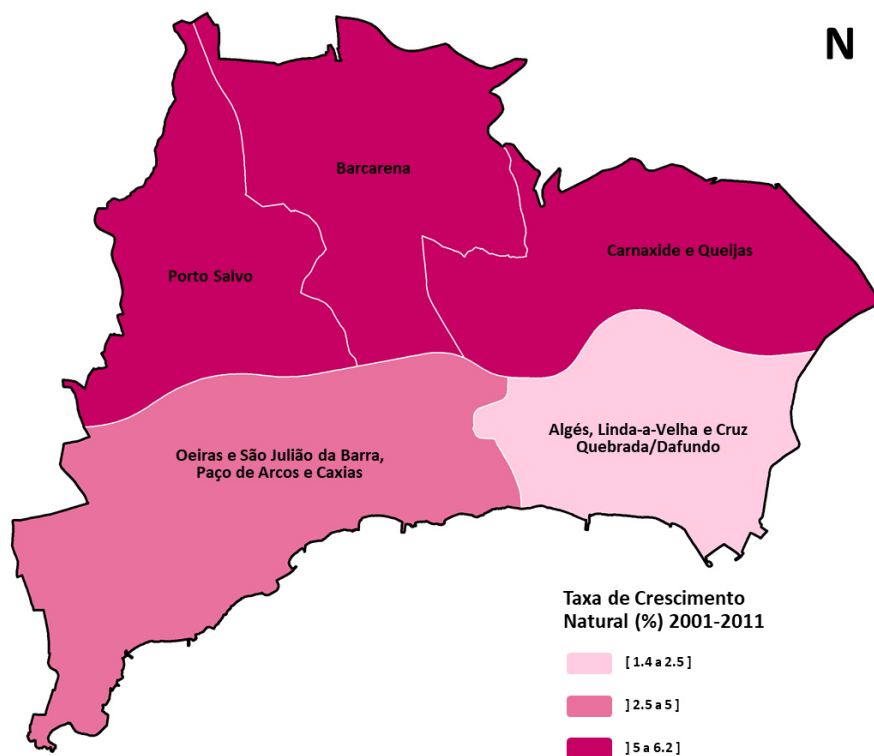 N
Barcarena
Carnaxide e Queijas
Porto Salvo
Algés, Linda-a-Velha e Cruz
Quebrada/Dafundo
Oeiras e São Julião da Barra,
Paço de Arcos e Caxias
Taxa de Crescimento
Natural (%) 2001-2011
[ 1.4 a 2.5 ]
] 2.5 a 5 ]
] 5 a 6.2 ]